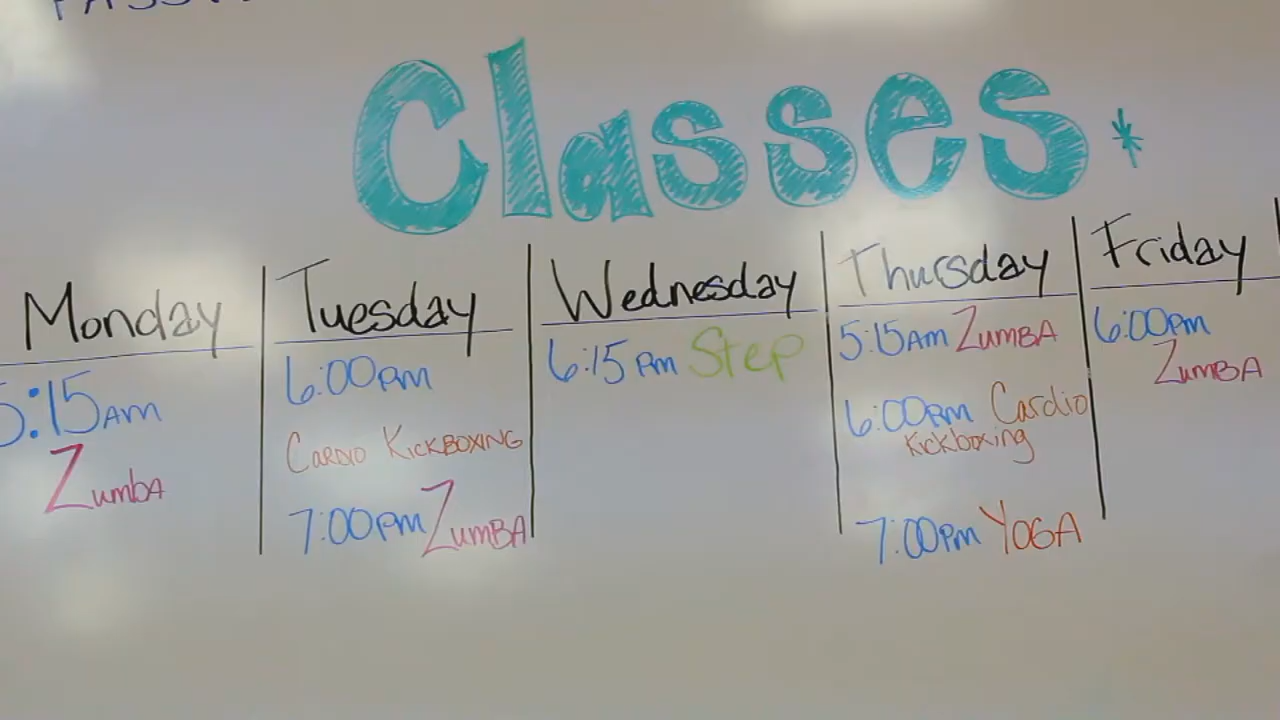 Classes*
Monday
5:15AM
Zumba
Tuesday
6:00PM
CARDIO KICKBOXING
7:00PM ZUMBA
Wednesday
6:15 PM Step
Thursday
5:15AM ZUMBA
6:00PM Cardio
Kickboxing
7:00PM YOGA
Friday
6:00PM
ZUMBA